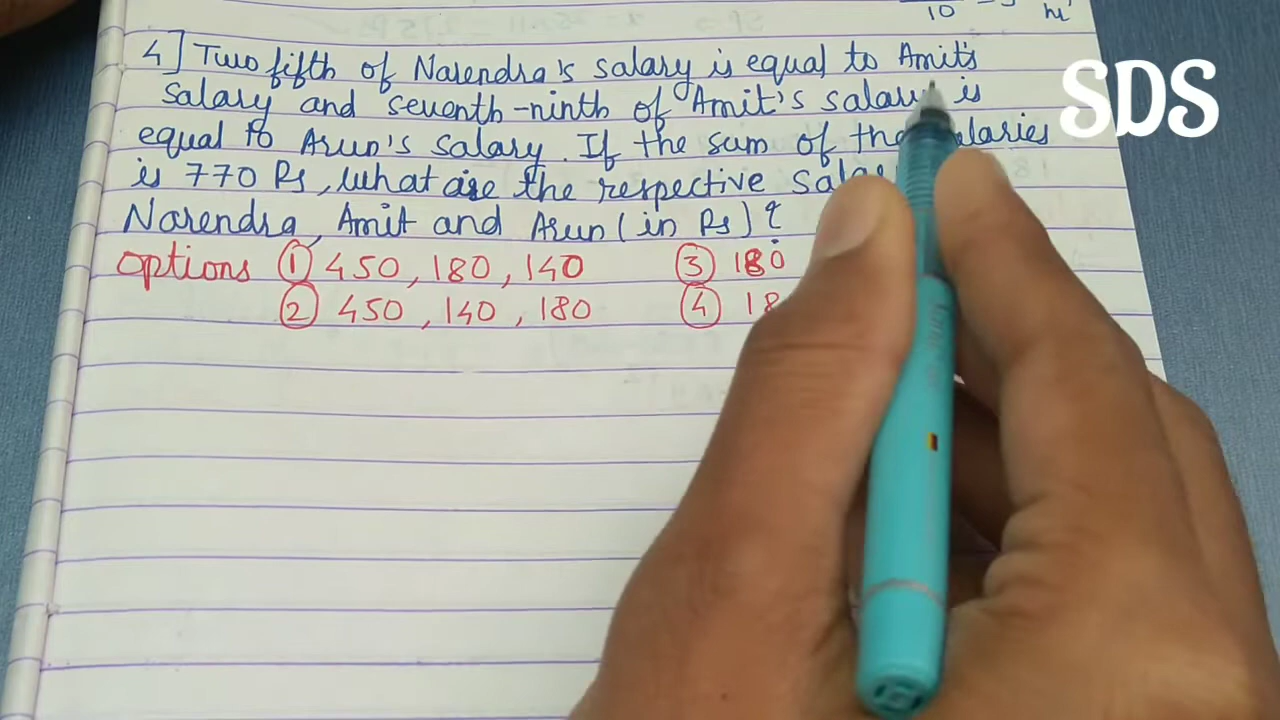 10 hr
SDS
4] Two fifth of Narendra's salary is equal to Amit's
salary and seventh-ninth of Amit's salary is
equal to Arun's salary. If the sum of the salaries
is 770 Rs, what are the respective
Narendra, Amit and Arun (in Rs)?
options ① 450, 180, 140 ③ 180
② 450, 140, 180 ④ 18